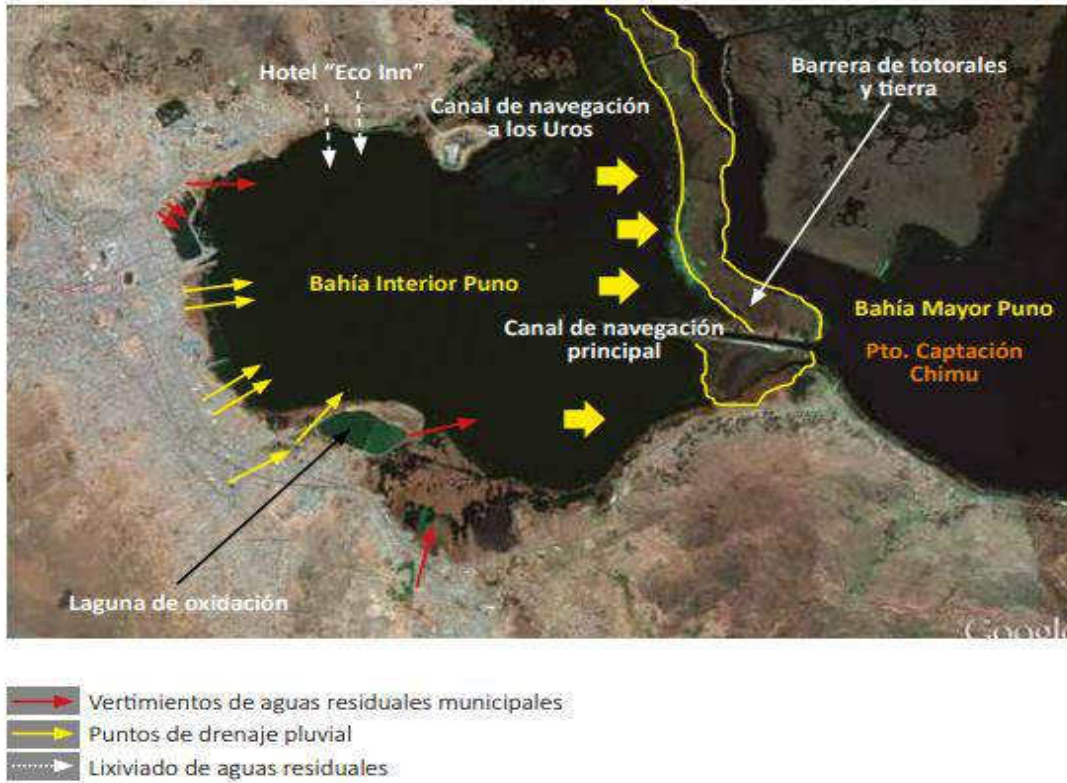 Hotel "Eco Inn"
Canal de navegación
a los Uros
Barrera de totorales
y tierra
Bahía Interior Puno
Canal de navegación
principal
Bahía Mayor Puno
Pto. Captación
Chimu
Laguna de oxidación
Google
Vertimientos de aguas residuales municipales
Puntos de drenaje pluvial
Lixiviado de aguas residuales